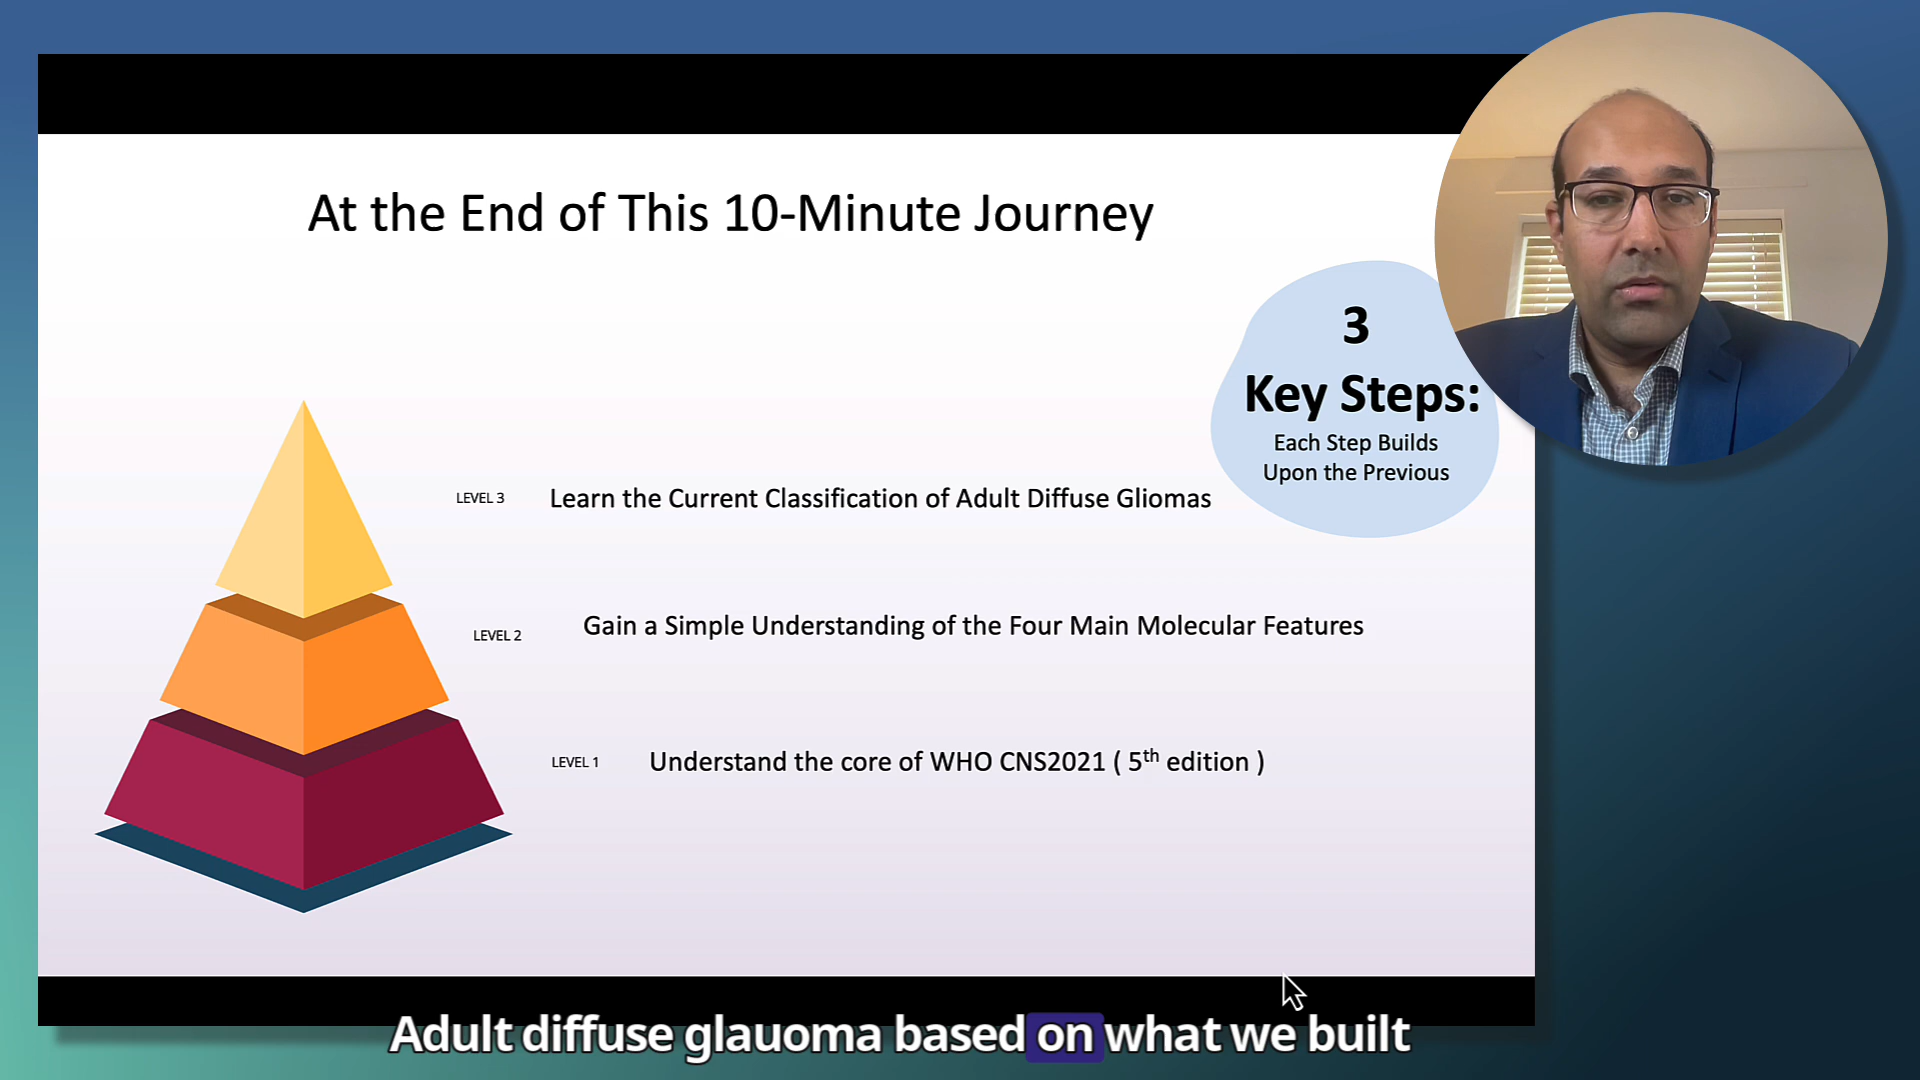 At the End of This 10-Minute Journey
3
Key Steps:
Each Step Builds
Upon the Previous
LEVEL 3 Learn the Current Classification of Adult Diffuse Gliomas
LEVEL 2 Gain a Simple Understanding of the Four Main Molecular Features
LEVEL 1 Understand the core of WHO CNS2021 ( 5th edition )
Adult diffuse glauoma based on what we built